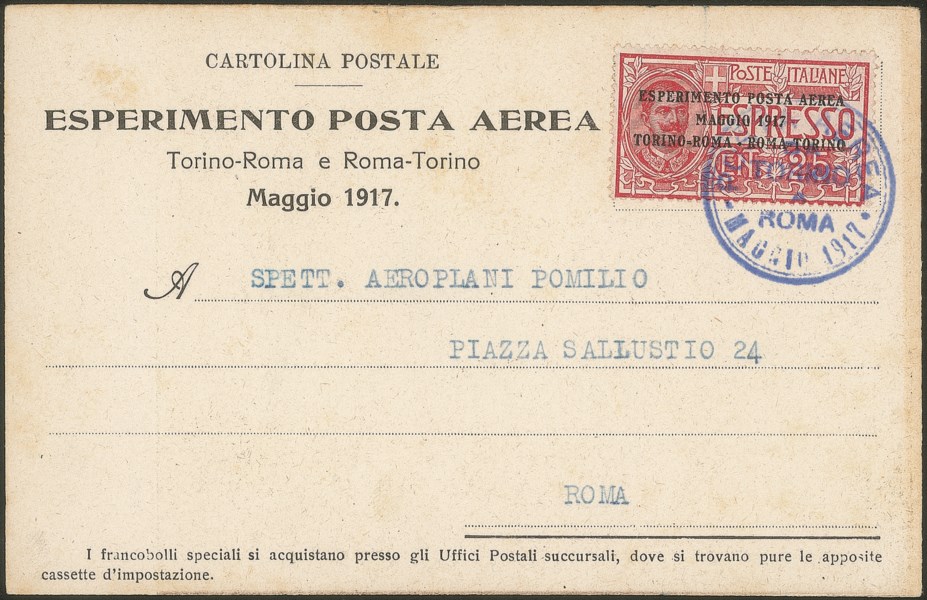 CARTOLINA POSTALE
ESPERIMENTO POSTA AEREA
Torino-Roma e Roma-Torino
Maggio 1917.
POSTE ITALIANE
ESPERIMENTO POSTA AEREA
MAGGIO 1917
TORINO-ROMA · ROMA-TORINO
ESPRESSO
CENT. 25
ROMA
• MAGGIO 1917 •
A SPETT. AEROPLANI POMILIO
PIAZZA SALLUSTIO 24
ROMA
I francobolli speciali si acquistano presso gli Uffici Postali succursali, dove si trovano pure le apposite
cassette d'impostazione.